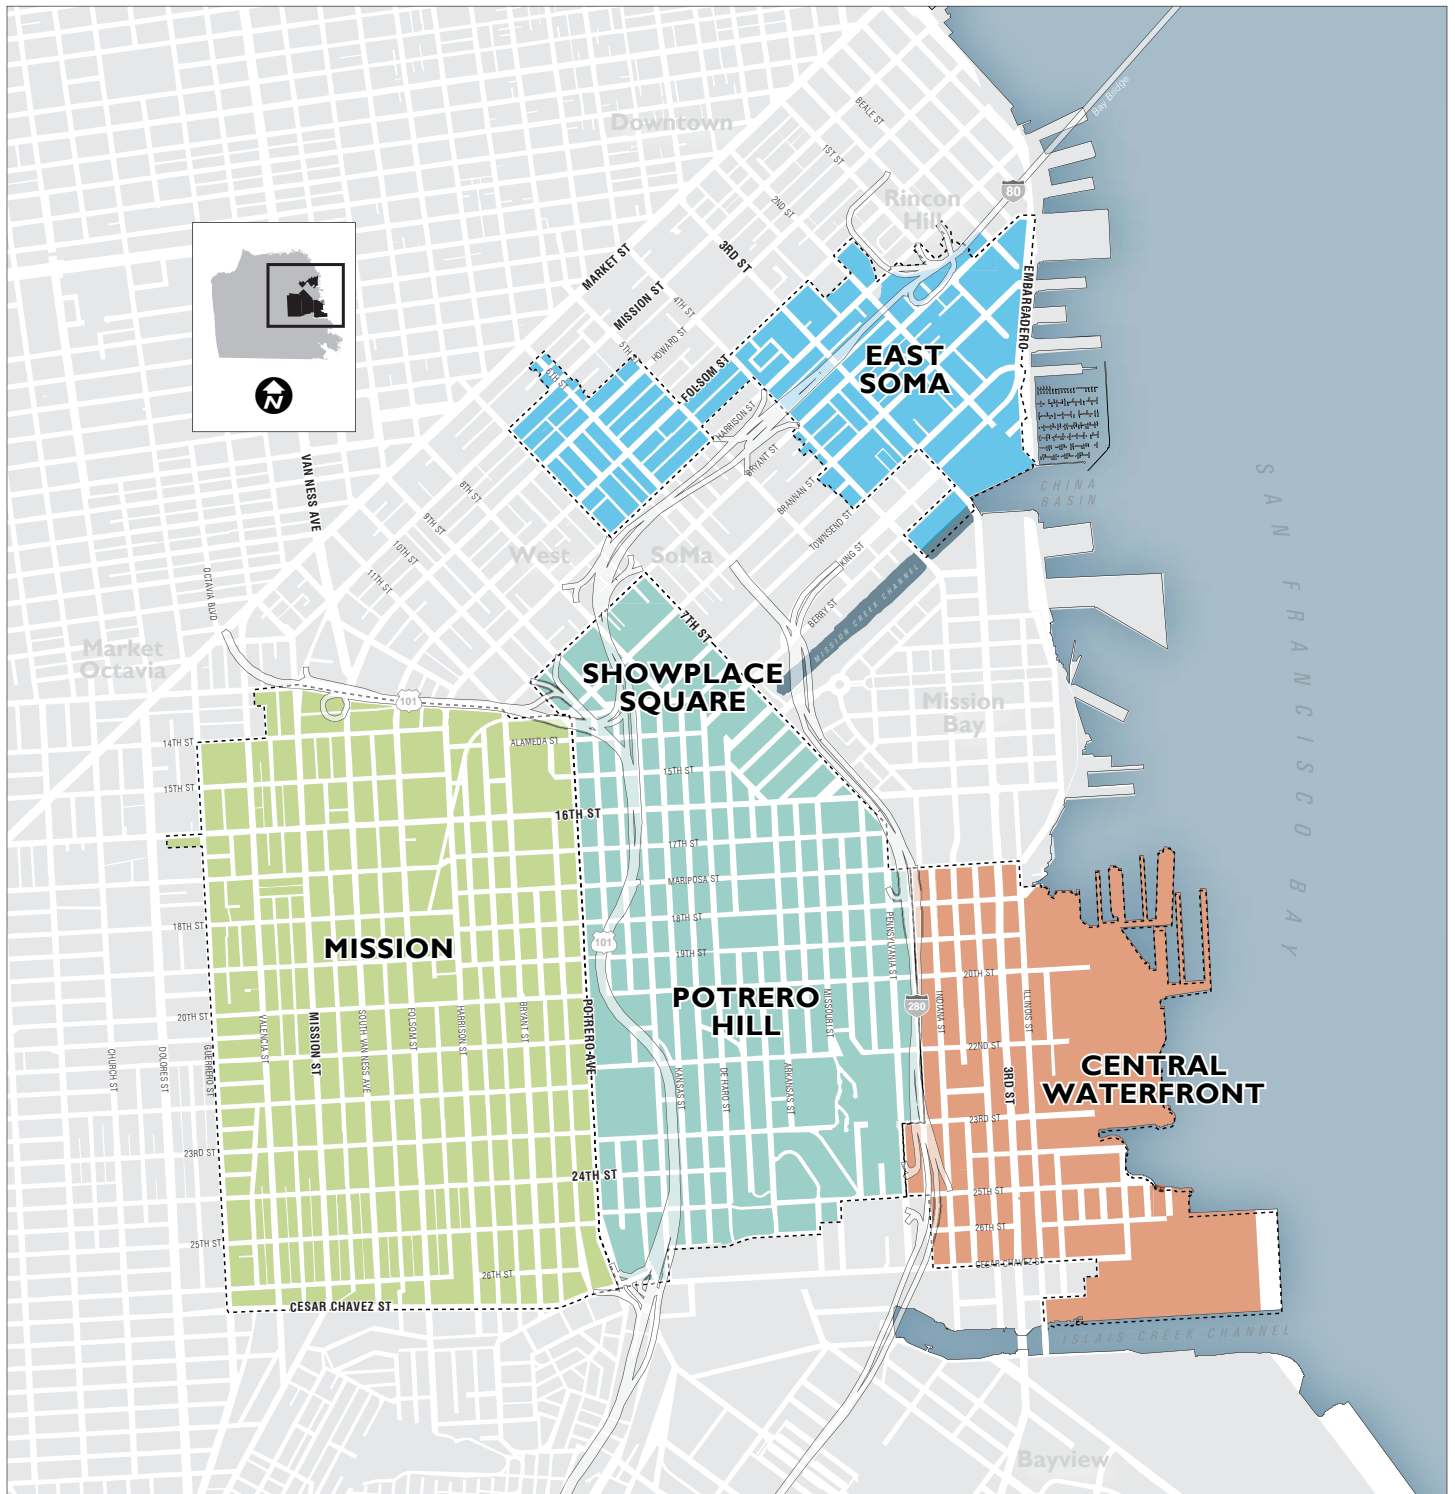 Downtown
BEALE ST
1ST ST
2ND ST
Bay Bridge
80
Rincon
Hill
MARKET ST
3RD ST
MISSION ST
4TH ST
HOWARD ST
5TH ST
6TH ST
FOLSOM ST
EMBARCADERO
EAST
SOMA
N
HARRISON ST
BRYANT ST
BRANNAN ST
TOWNSEND ST
KING ST
BERRY ST
CHINA
BASIN
MISSION CREEK CHANNEL
VAN NESS AVE
8TH ST
9TH ST
10TH ST
11TH ST
West
SoMa
OCTAVIA BLVD
7TH ST
SAN FRANCISCO BAY
Market
Octavia
SHOWPLACE
SQUARE
101
Mission
Bay
14TH ST
ALAMEDA ST
15TH ST
15TH ST
16TH ST
17TH ST
MARIPOSA ST
18TH ST
18TH ST
19TH ST
MISSION
101
PENNSYLVANIA ST
20TH ST
20TH ST
POTRERO
HILL
280
INDIANA ST
ILLINOIS ST
MISSOURI ST
CHURCH ST
DOLORES ST
GUERRERO ST
VALENCIA ST
MISSION ST
SOUTH VAN NESS AVE
FOLSOM ST
HARRISON ST
BRYANT ST
POTRERO AVE
KANSAS ST
DE HARO ST
ARKANSAS ST
22ND ST
3RD ST
CENTRAL
WATERFRONT
23RD ST
23RD ST
24TH ST
25TH ST
25TH ST
26TH ST
26TH ST
CESAR CHAVEZ ST
CESAR CHAVEZ ST
ISLAIS CREEK CHANNEL
Bayview